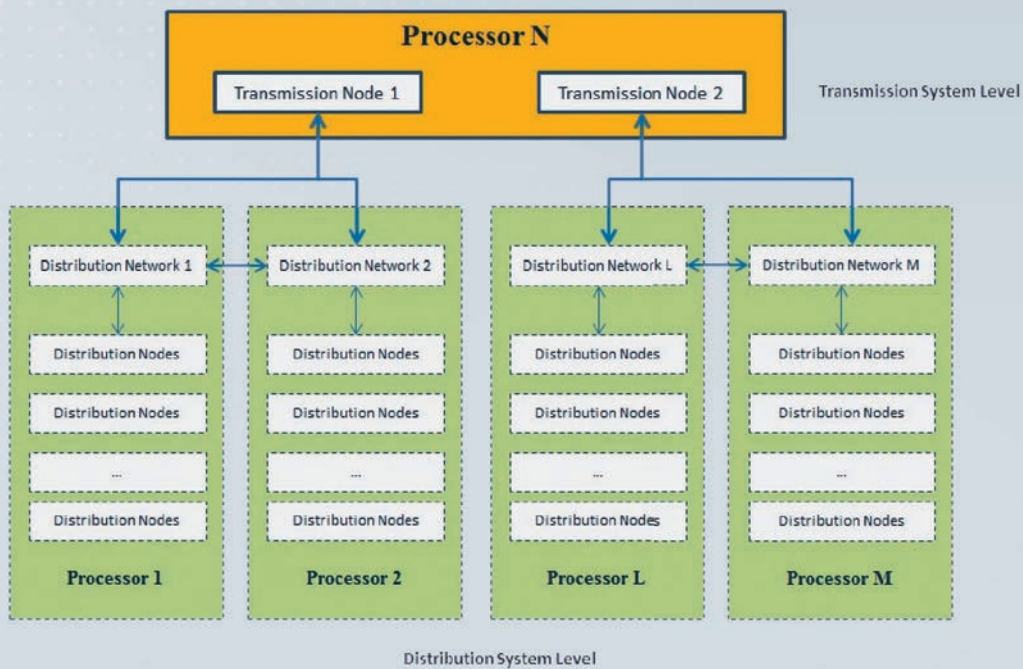 Processor N
Transmission Node 1
Transmission Node 2
Transmission System Level
Distribution Network 1
Distribution Network 2
Distribution Network L
Distribution Network M
Distribution Nodes
Distribution Nodes
Distribution Nodes
Distribution Nodes
Distribution Nodes
Distribution Nodes
Distribution Nodes
Distribution Nodes
...
...
...
...
Distribution Nodes
Distribution Nodes
Distribution Nodes
Distribution Nodes
Processor 1
Processor 2
Processor L
Processor M
Distribution System Level